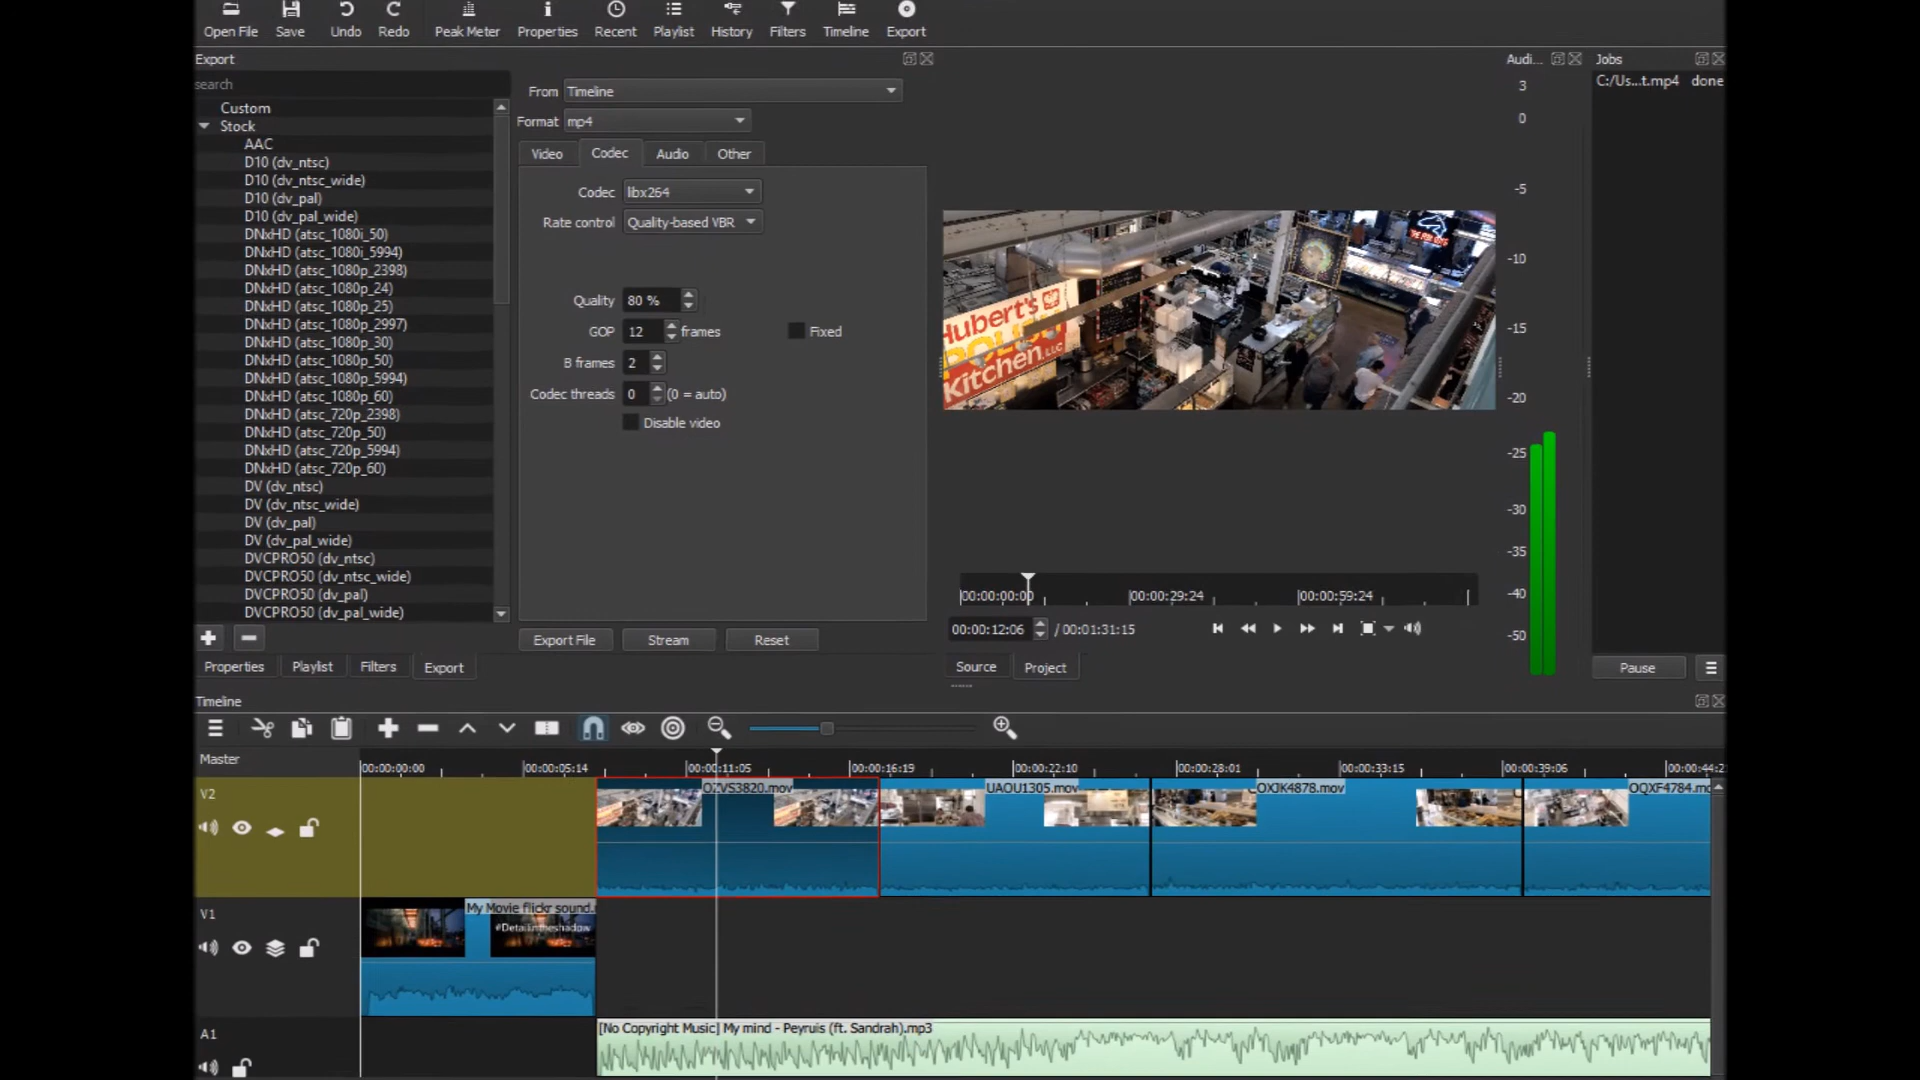 Open File Save Undo Redo Peak Meter Properties Recent Playlist History Filters Timeline Export
Export
search
Custom
Stock
AAC
D10 (dv_ntsc)
D10 (dv_ntsc_wide)
D10 (dv_pal)
D10 (dv_pal_wide)
DNxHD (atsc_1080i_50)
DNxHD (atsc_1080i_5994)
DNxHD (atsc_1080p_2398)
DNxHD (atsc_1080p_24)
DNxHD (atsc_1080p_25)
DNxHD (atsc_1080p_2997)
DNxHD (atsc_1080p_30)
DNxHD (atsc_1080p_50)
DNxHD (atsc_1080p_5994)
DNxHD (atsc_1080p_60)
DNxHD (atsc_720p_2398)
DNxHD (atsc_720p_50)
DNxHD (atsc_720p_5994)
DNxHD (atsc_720p_60)
DV (dv_ntsc)
DV (dv_ntsc_wide)
DV (dv_pal)
DV (dv_pal_wide)
DVCPRO50 (dv_ntsc)
DVCPRO50 (dv_ntsc_wide)
DVCPRO50 (dv_pal)
DVCPRO50 (dv_pal_wide)
From Timeline
Format mp4
Video Codec Audio Other
Codec libx264
Rate control Quality-based VBR
Quality 80 %
GOP 12 frames Fixed
B frames 2
Codec threads 0 (0 = auto)
Disable video
Export File Stream Reset
Properties Playlist Filters Export
Hubert's
Kitchen, LLC
00:00:00:00 00:00:29:24 00:00:59:24
00:00:12:06 / 00:01:31:15
Source Project
Audi...
3
0
-5
-10
-15
-20
-25
-30
-35
-40
-50
Jobs
C:/Us...t.mp4 done
Pause
Timeline
Master
00:00:00:00 00:00:05:14 00:00:11:05 00:00:16:19 00:00:22:10 00:00:28:01 00:00:33:15 00:00:39:06 00:00:44:2
V2
UAOU1305.mov OXJK4878.mov OQXF4784.mo
V1
My Movie flickr sound.
#Detailintheshadow
A1
[No Copyright Music] My mind - Peyruis (ft. Sandrah).mp3